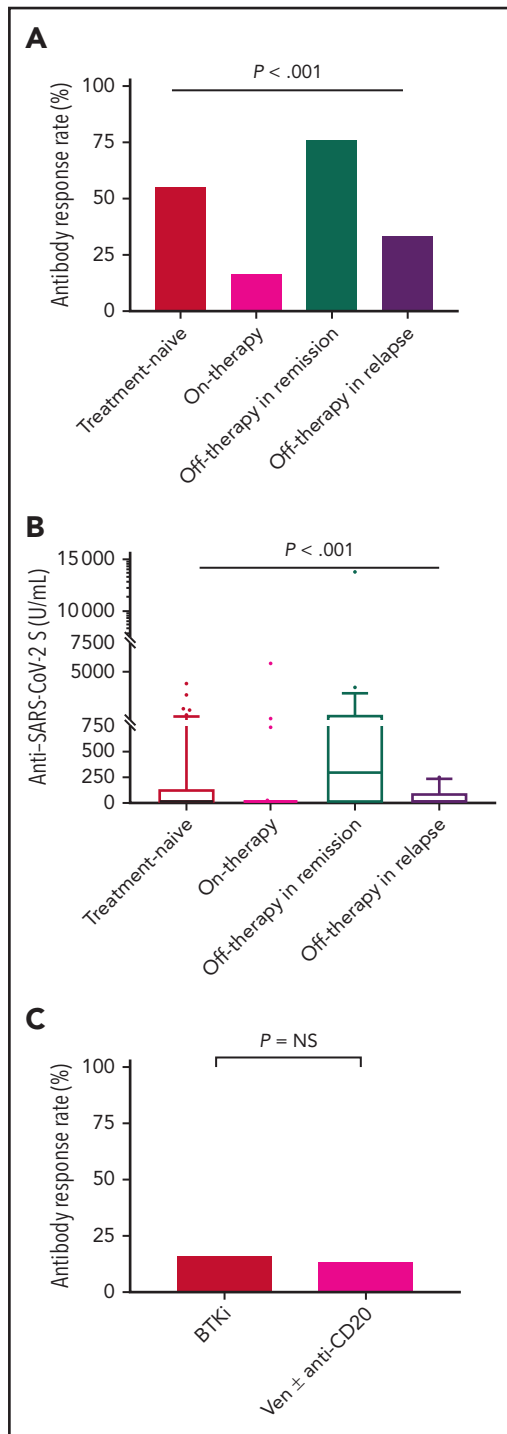 A
P < .001
Antibody response rate (%)
100
75
50
25
0
Treatment-naive
On-therapy
Off-therapy in remission
Off-therapy in relapse
B
P < .001
Anti–SARS-CoV-2 S (U/mL)
15 000
10 000
7500
5000
750
500
250
0
Treatment-naive
On-therapy
Off-therapy in remission
Off-therapy in relapse
C
P = NS
Antibody response rate (%)
100
75
50
25
0
BTKi
Ven ± anti-CD20